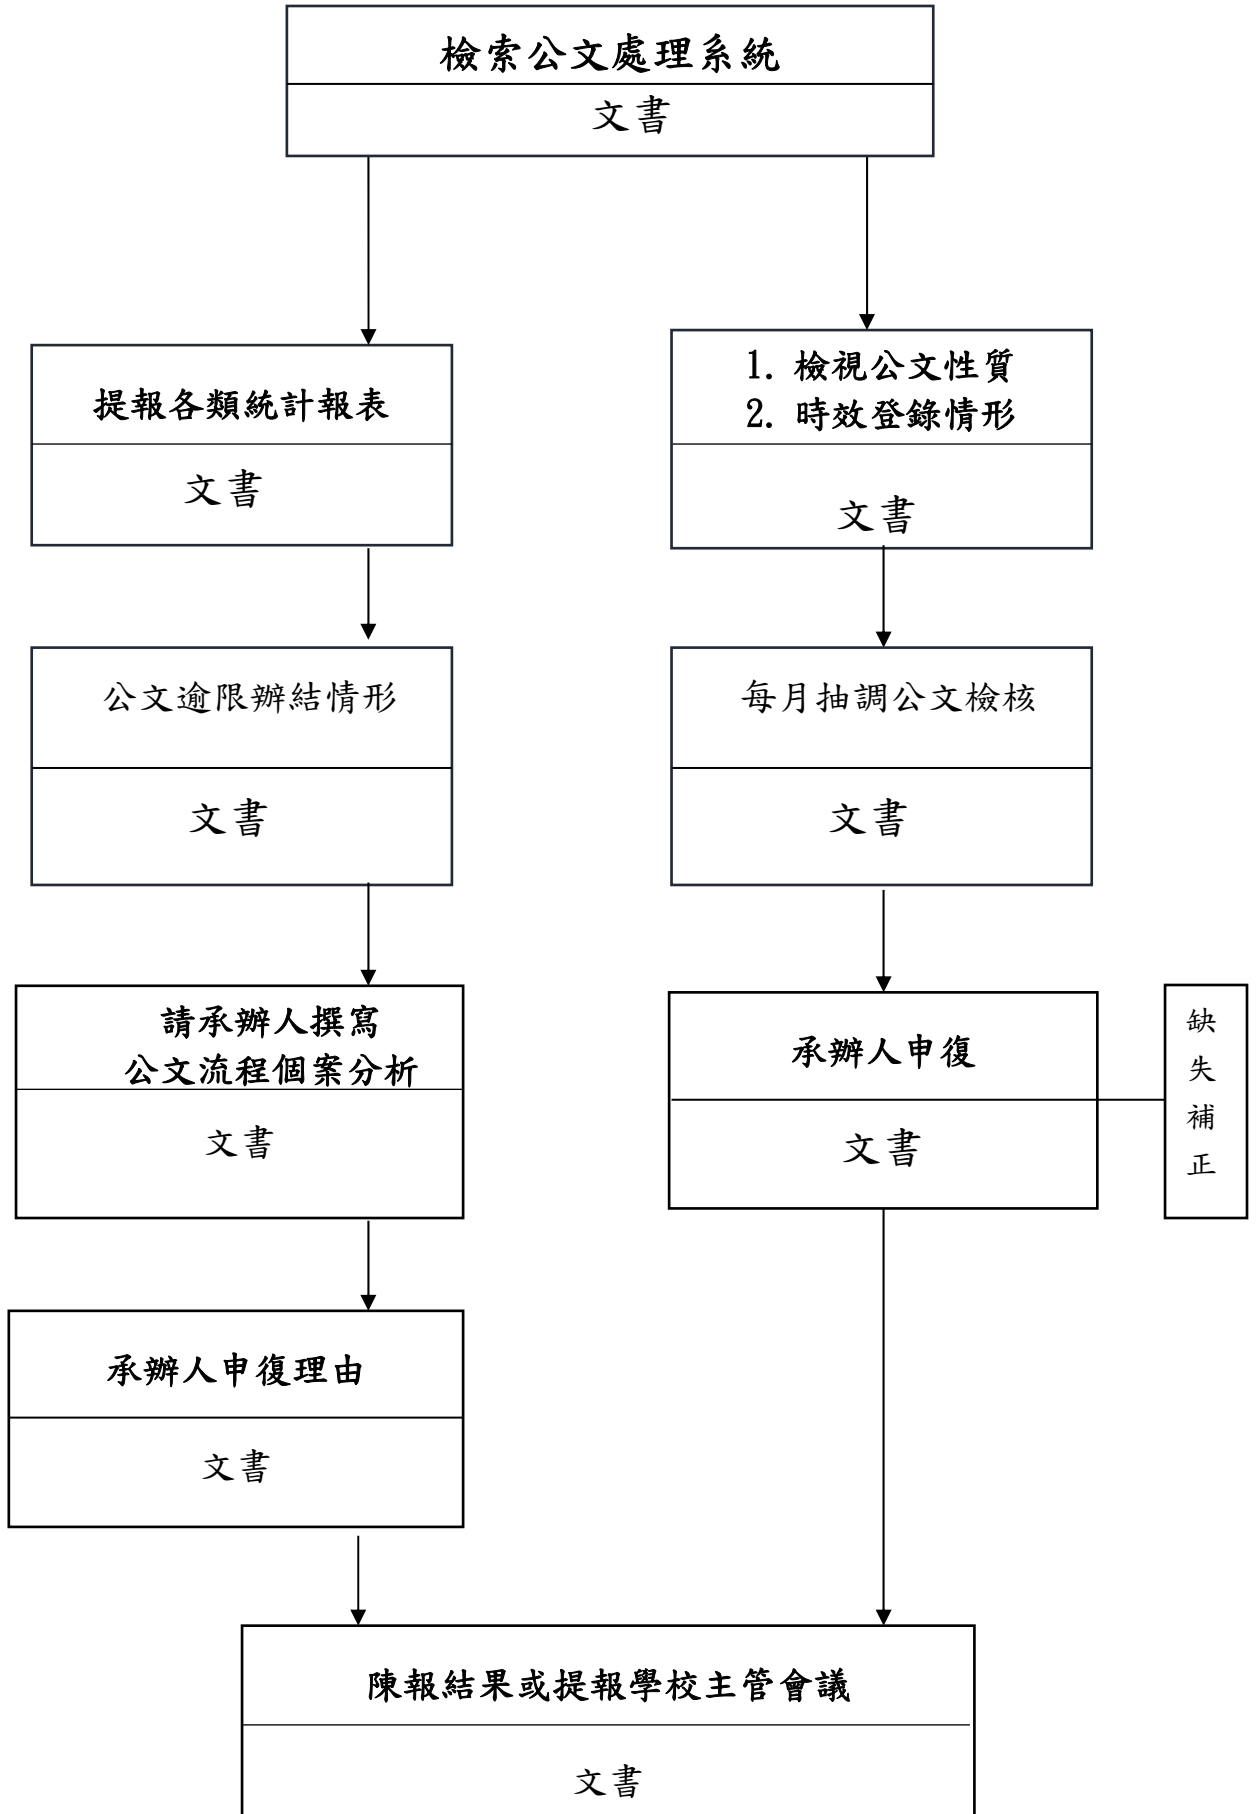 檢索公文處理系統
文書
提報各類統計報表
文書
1. 檢視公文性質
2. 時效登錄情形
文書
公文逾限辦結情形
文書
每月抽調公文檢核
文書
請承辦人撰寫
公文流程個案分析
文書
承辦人申復
文書
缺
失
補
正
承辦人申復理由
文書
陳報結果或提報學校主管會議
文書